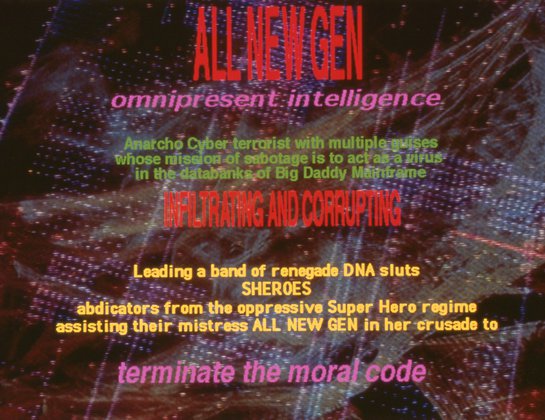 ALL NEW GEN
omnipresent intelligence
Anarcho Cyber terrorist with multiple guises
whose mission of sabotage is to act as a virus
in the databanks of Big Daddy Mainframe
INFILTRATING AND CORRUPTING
Leading a band of renegade DNA sluts
SHEROES
abdicators from the oppressive Super Hero regime
assisting their mistress ALL NEW GEN in her crusade to
terminate the moral code